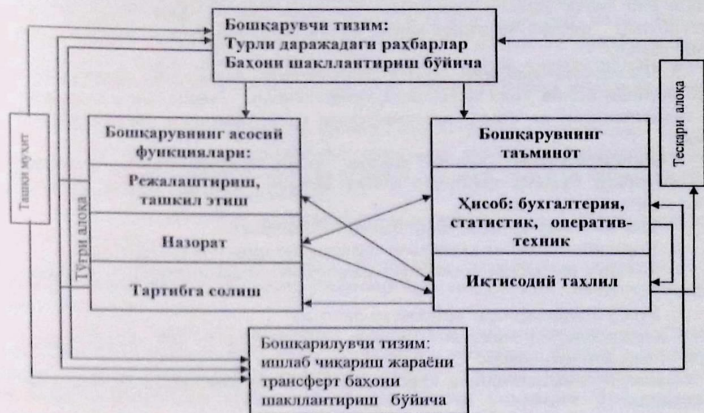 Бошқарувчи тизим:
Турли даражадаги раҳбарлар
Баҳони шакллантириш бўйича
Ташқи муҳит
Тўғри алоқа
Бошқарувнинг асосий
функциялари:
Режалаштириш,
ташкил этиш
Назорат
Тартибга солиш
Бошқарувнинг
таъминот
Ҳисоб: бухгалтерия,
статистик, оператив-
техник
Иқтисодий таҳлил
Тескари алоқа
Бошқарилувчи тизим:
ишлаб чиқариш жараёни
трансферт баҳони
шакллантириш бўйича